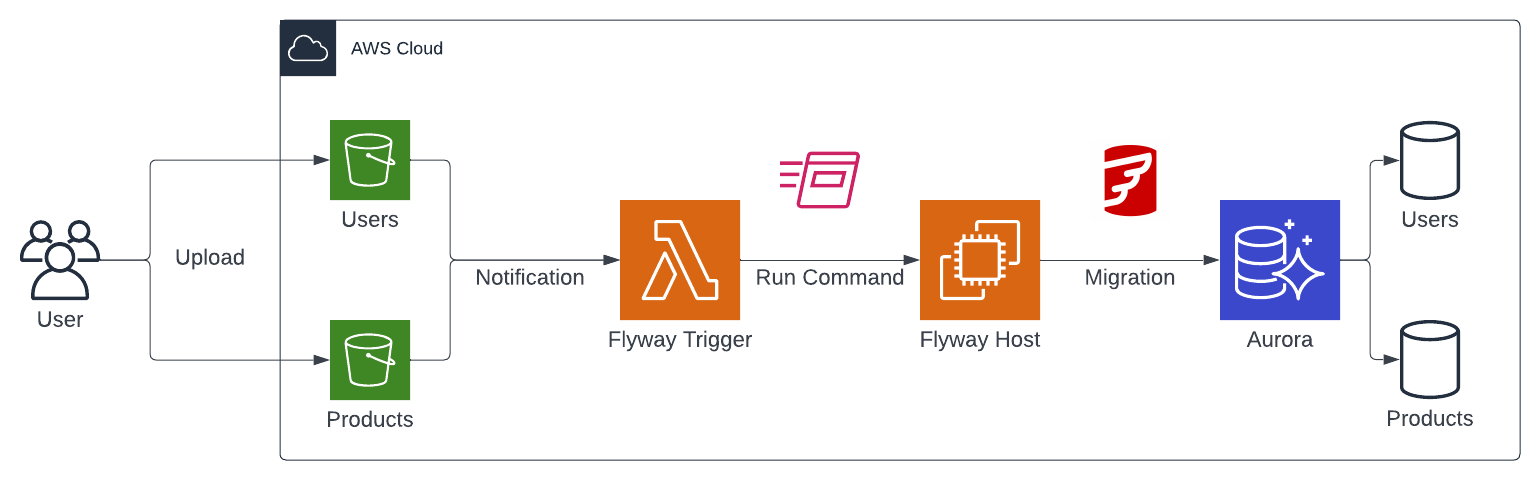 AWS Cloud
Users
Upload
User
Products
Notification
Flyway Trigger
Run Command
Flyway Host
Migration
Aurora
Users
Products